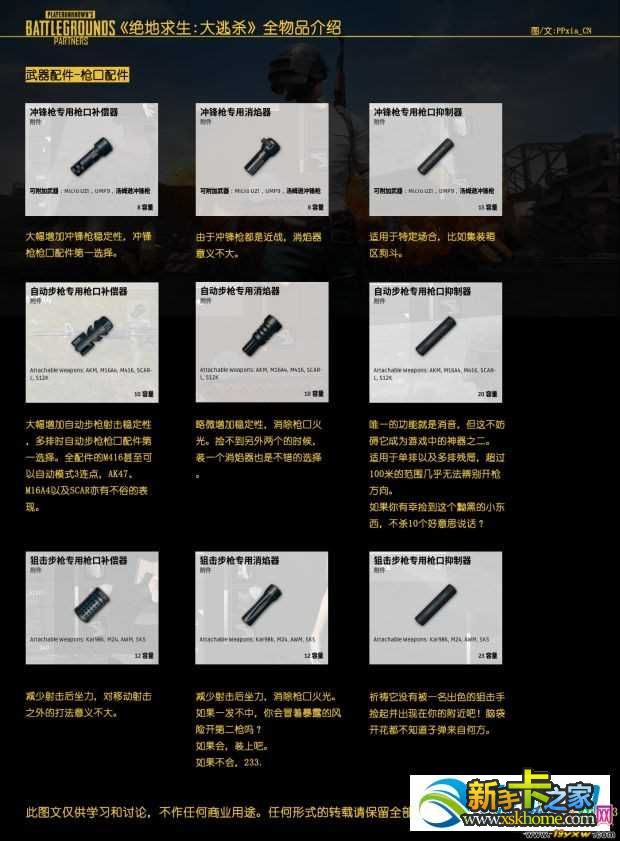 PLAYERUNKNOWN'S
BATTLEGROUNDS
PARTNERS
《绝地求生:大逃杀》全物品介绍
图/文:PPxia_CN
武器配件-枪口配件
冲锋枪专用枪口补偿器
附件
可附加武器:Micro UZI, UMP9, 汤姆逊冲锋枪
8 容量
大幅增加冲锋枪稳定性，冲锋
枪枪口配件第一选择。
冲锋枪专用消焰器
附件
可附加武器:Micro UZI, UMP9, 汤姆逊冲锋枪
8 容量
由于冲锋枪都是近战，消焰器
意义不大。
冲锋枪专用枪口抑制器
附件
可附加武器:Micro UZI, UMP9, 汤姆逊冲锋枪
15 容量
适用于特定场合，比如集装箱
区狗斗。
自动步枪专用枪口补偿器
附件
Attachable Weapons: AKM, M16A4, M416, SCAR-
L, S12K
10 容量
大幅增加自动步枪射击稳定性
，多排时自动步枪枪口配件第
一选择。全配件的M416甚至可
以自动模式3连点，AK47、
M16A4以及SCAR亦有不俗的表
现。
自动步枪专用消焰器
附件
Attachable Weapons: AKM, M16A4, M416, SCAR-
L, S12K
10 容量
略微增加稳定性，消除枪口火
光。捡不到另外两个的时候，
装一个消焰器也是不错的选择
。
自动步枪专用枪口抑制器
附件
Attachable Weapons: AKM, M16A4, M416, SCAR-
L, S12K
20 容量
唯一的功能就是消音，但这不妨
碍它成为游戏中的神器之二。
适用于单排以及多排残局，超过
100米的范围几乎无法辨别开枪
方向。
如果你有幸捡到这个黝黑的小东
西，不杀10个好意思说话？
狙击步枪专用枪口补偿器
附件
Attachable Weapons: Kar98k, M24, AWM, SKS
12 容量
减少射击后坐力，对移动射击
之外的打法意义不大。
狙击步枪专用消焰器
附件
Attachable Weapons: Kar98k, M24, AWM, SKS
12 容量
减少射击后坐力，消除枪口火光。
如果一发不中，你会冒着暴露的风
险开第二枪吗？
如果会，装上吧。
如果不会，233.
狙击步枪专用枪口抑制器
附件
Attachable Weapons: Kar98k, M24, AWM, SKS
23 容量
祈祷它没有被一名出色的狙击手
捡起并出现在你的附近吧！脑袋
开花都不知道子弹来自何方。
此图文仅供学习和讨论，不作任何商业用途。任何形式的转载请保留全部
新手卡之家
www.xskhome.com